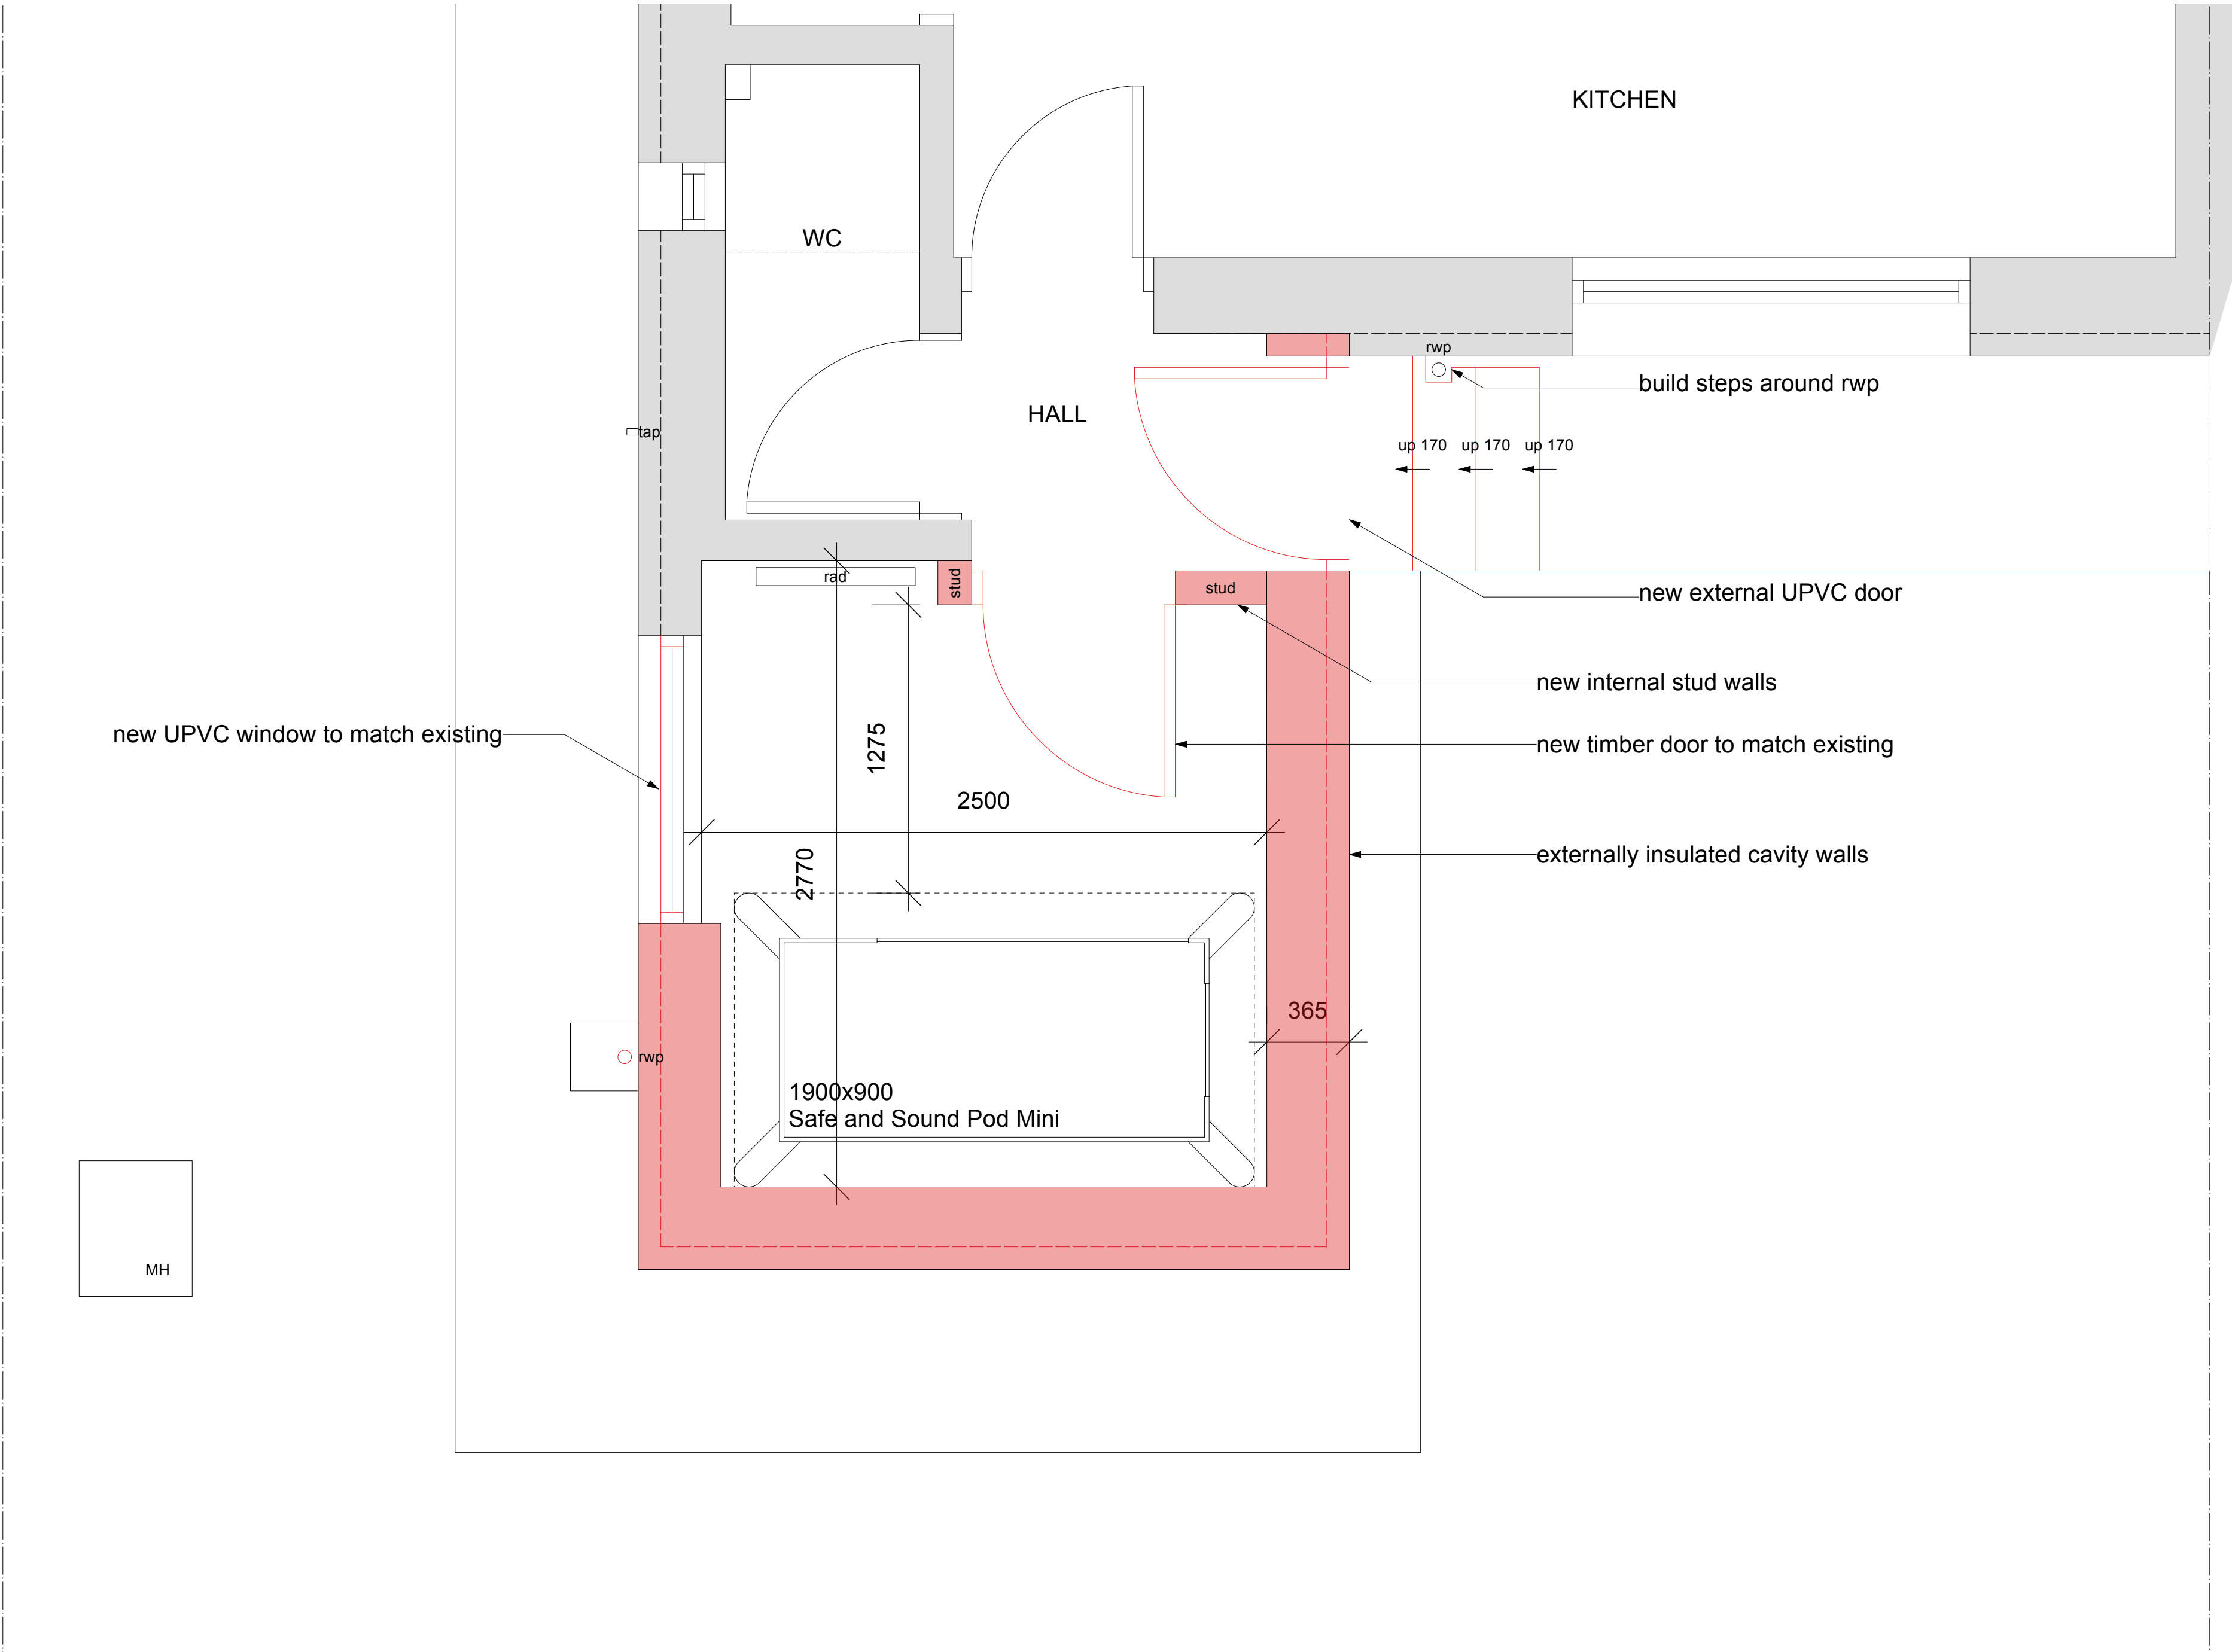 KITCHEN
WC
rwp
build steps around rwp
HALL
tap
up 170
up 170
up 170
rad
stud
stud
new external UPVC door
new internal stud walls
new UPVC window to match existing
1275
new timber door to match existing
2500
2770
externally insulated cavity walls
365
rwp
1900x900
Safe and Sound Pod Mini
MH